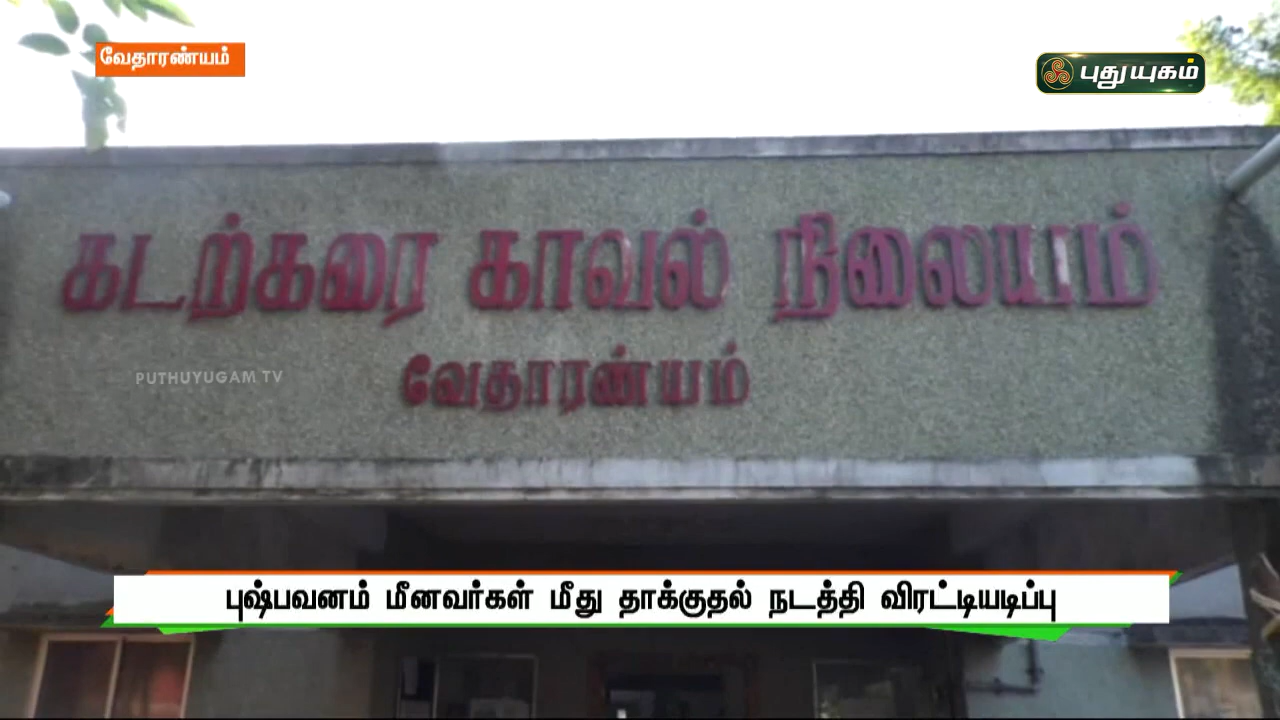 வேதாரண்யம்
புதுயுகம்
கடற்கரை காவல் நிலையம்
வேதாரண்யம்
PUTHUYUGAM TV
புஷ்பவனம் மீனவர்கள் மீது தாக்குதல் நடத்தி விரட்டியடிப்பு